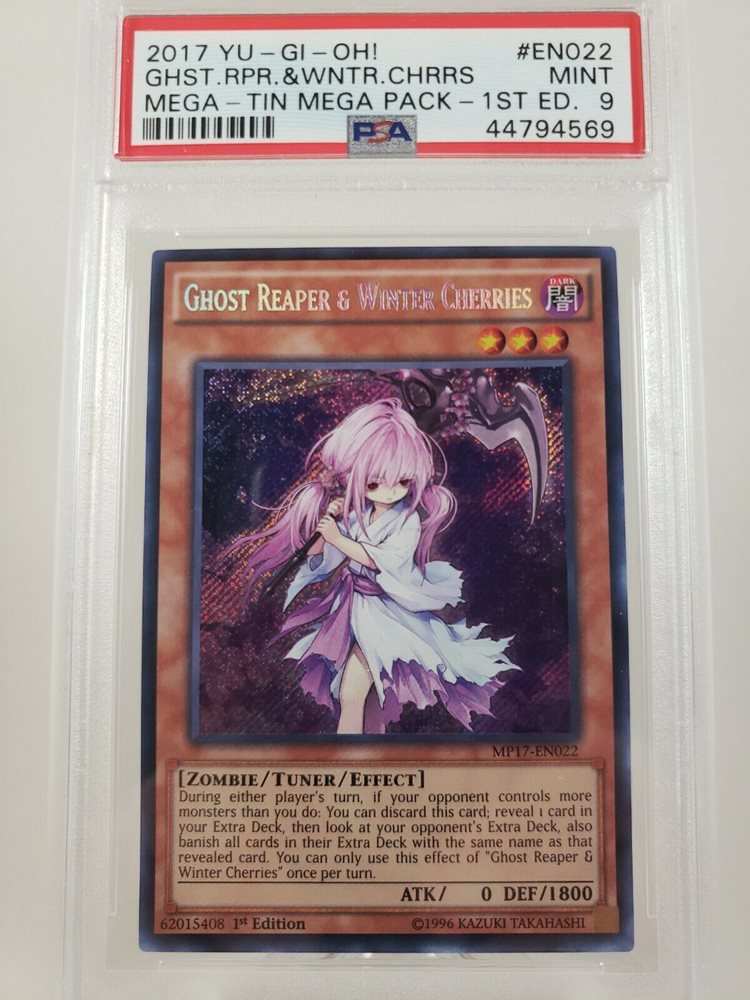 2017 YU-GI-OH! #EN022
GHST.RPR.&WNTR.CHRRS MINT
MEGA-TIN MEGA PACK-1ST ED. 9
PSA 44794569
GHOST REAPER & WINTER CHERRIES
DARK
闇
MP17-EN022
[ZOMBIE/TUNER/EFFECT]
During either player's turn, if your opponent controls more
monsters than you do: You can discard this card; reveal 1 card in
your Extra Deck, then look at your opponent's Extra Deck, also
banish all cards in their Extra Deck with the same name as that
revealed card. You can only use this effect of "Ghost Reaper &
Winter Cherries" once per turn.
ATK/ 0 DEF/1800
62015408 1st Edition ©1996 KAZUKI TAKAHASHI